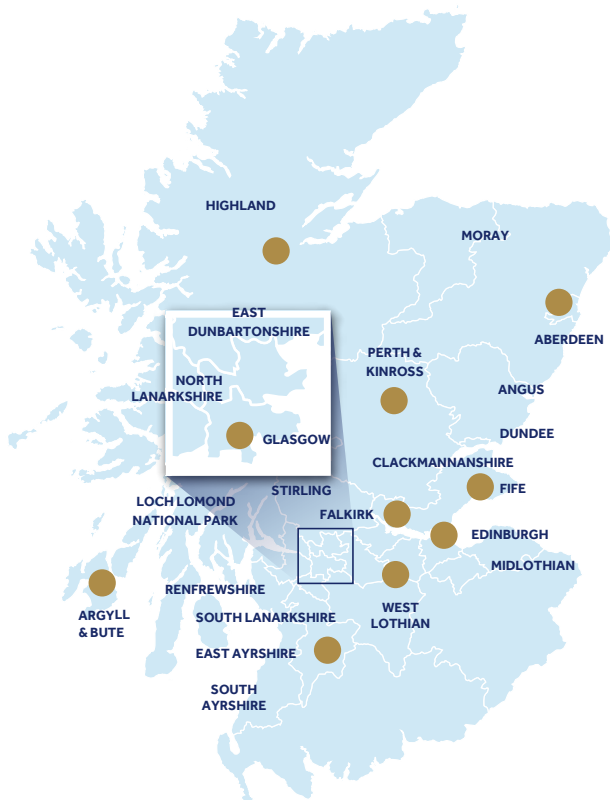 HIGHLAND
MORAY
EAST
DUNBARTONSHIRE
ABERDEEN
PERTH &
KINROSS
NORTH
LANARKSHIRE
ANGUS
GLASGOW
DUNDEE
CLACKMANNANSHIRE
STIRLING
FIFE
LOCH LOMOND
NATIONAL PARK
FALKIRK
EDINBURGH
MIDLOTHIAN
RENFREWSHIRE
ARGYLL
& BUTE
WEST
LOTHIAN
SOUTH LANARKSHIRE
EAST AYRSHIRE
SOUTH
AYRSHIRE